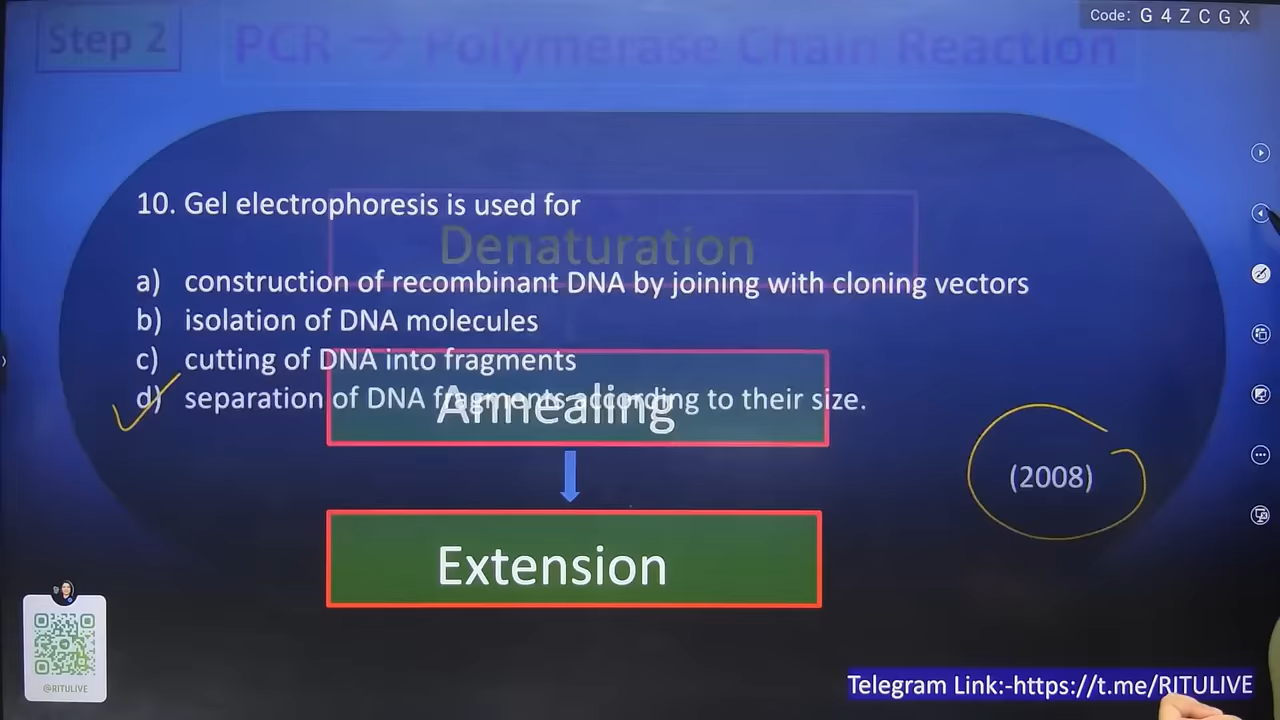 Code: G 4 Z C G X
Step 2
PCR → Polymerase Chain Reaction
10. Gel electrophoresis is used for
Denaturation
a) construction of recombinant DNA by joining with cloning vectors
b) isolation of DNA molecules
c) cutting of DNA into fragments
d) separation of DNA fragments according to their size.
Annealing
(2008)
Extension
@RITULIVE
Telegram Link:-https://t.me/RITULIVE